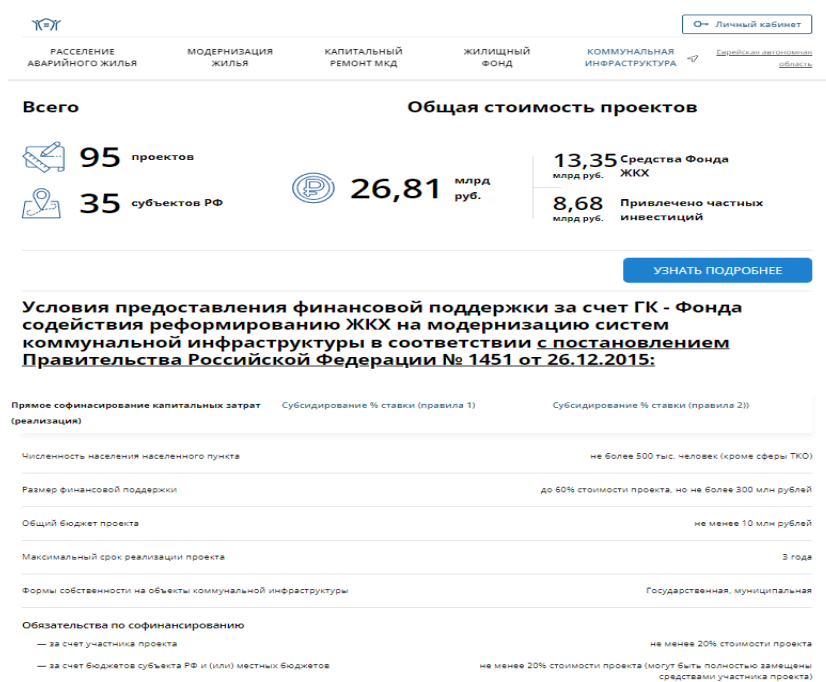 Личный кабинет
РАССЕЛЕНИЕ
АВАРИЙНОГО ЖИЛЬЯ
МОДЕРНИЗАЦИЯ
ЖИЛЬЯ
КАПИТАЛЬНЫЙ
РЕМОНТ МКД
ЖИЛИЩНЫЙ
ФОНД
КОММУНАЛЬНАЯ
ИНФРАСТРУКТУРА
Еврейская автономная
область
Всего
Общая стоимость проектов
95 проектов
35 субъектов РФ
26,81 млрд
руб.
13,35 Средства Фонда
млрд руб. ЖКХ
8,68 Привлечено частных
млрд руб. инвестиций
УЗНАТЬ ПОДРОБНЕЕ
Условия предоставления финансовой поддержки за счет ГК - Фонда
содействия реформированию ЖКХ на модернизацию систем
коммунальной инфраструктуры в соответствии с постановлением
Правительства Российской Федерации № 1451 от 26.12.2015:
Прямое софинасирование капитальных затрат
(реализация)
Субсидирование % ставки (правила 1)
Субсидирование % ставки (правила 2))
Численность населения населенного пункта не более 500 тыс. человек (кроме сферы ТКО)
Размер финансовой поддержки до 60% стоимости проекта, но не более 300 млн рублей
Общий бюджет проекта не менее 10 млн рублей
Максимальный срок реализации проекта 3 года
Формы собственности на объекты коммунальной инфраструктуры Государственная, муниципальная
Обязательства по софинансированию
— за счет участника проекта не менее 20% стоимости проекта
— за счет бюджетов субъекта РФ и (или) местных бюджетов не менее 20% стоимости проекта (могут быть полностью замещены
средствами участника проекта)